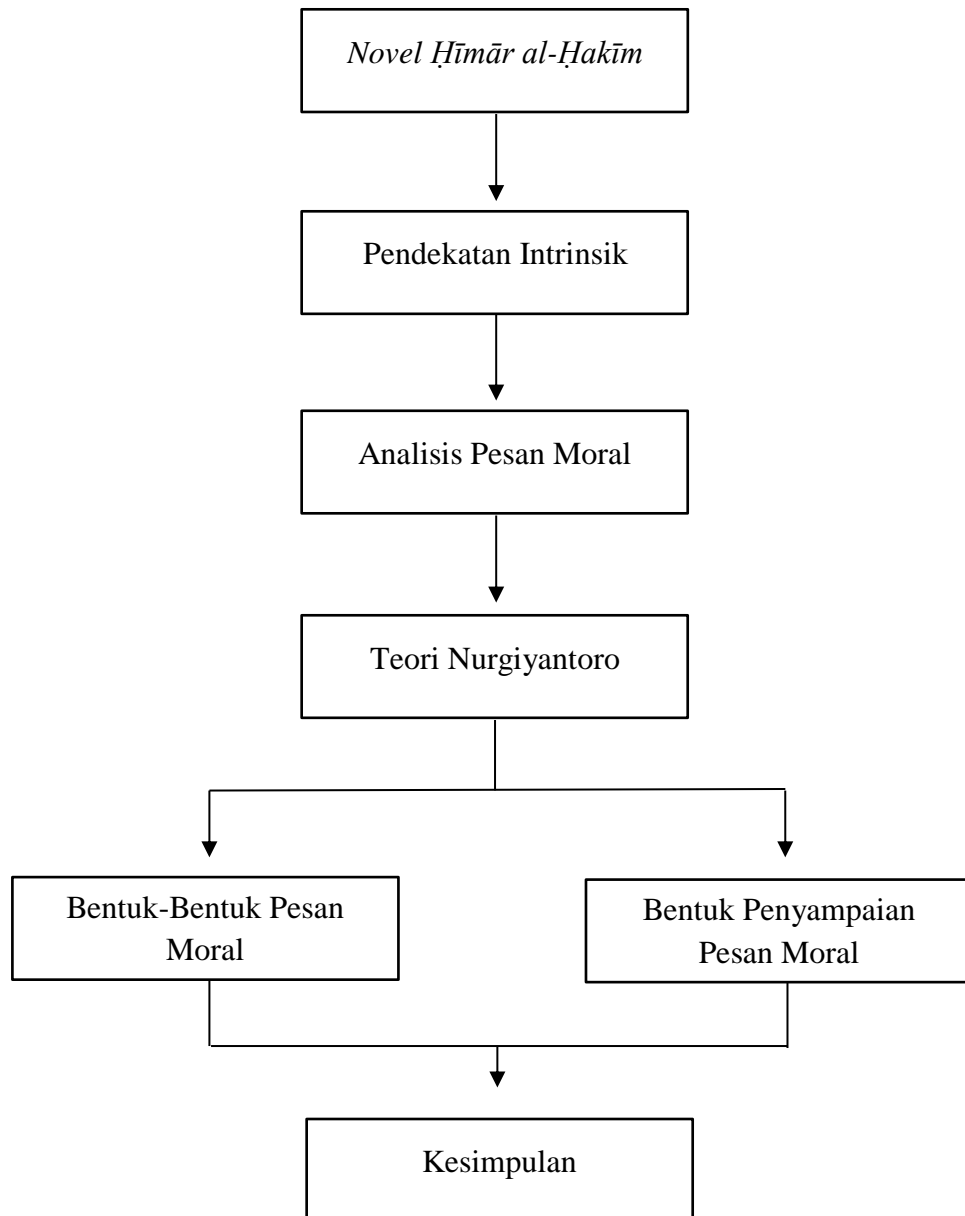 Novel Ḥīmār al-Ḥakīm
Pendekatan Intrinsik
Analisis Pesan Moral
Teori Nurgiyantoro
Bentuk-Bentuk Pesan
Moral
Bentuk Penyampaian
Pesan Moral
Kesimpulan